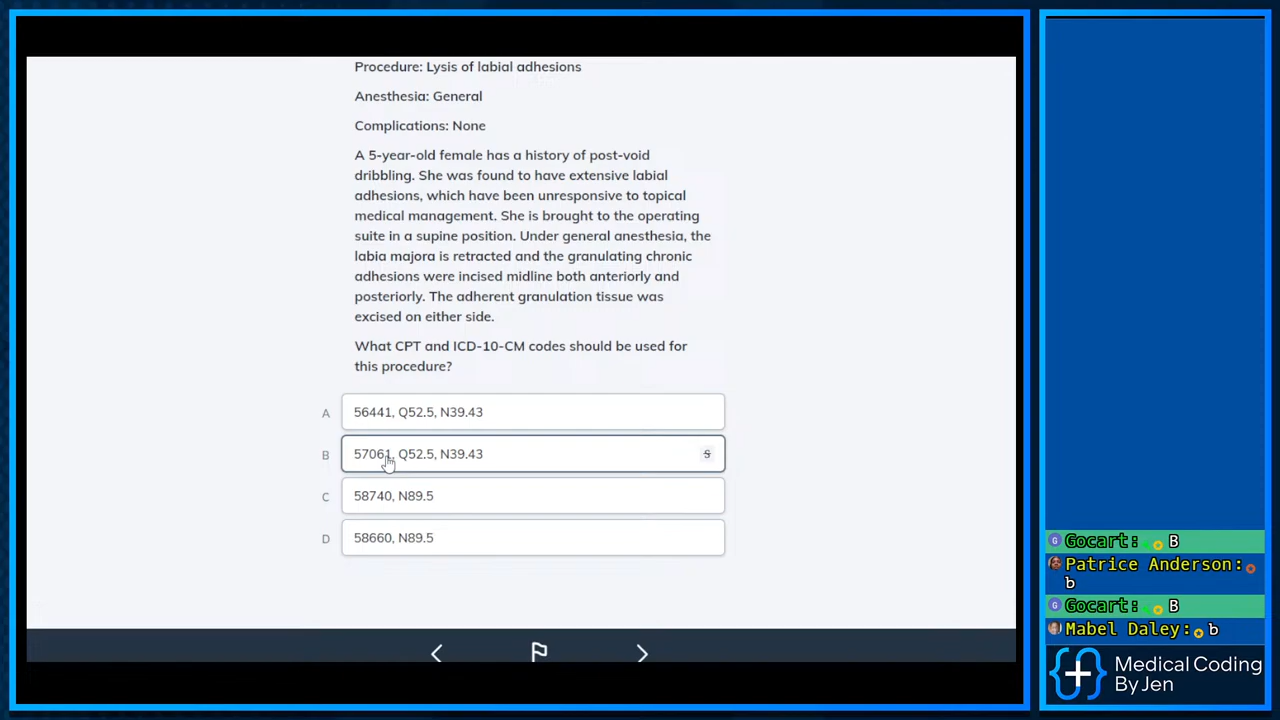 Procedure: Lysis of labial adhesions
Anesthesia: General
Complications: None
A 5-year-old female has a history of post-void
dribbling. She was found to have extensive labial
adhesions, which have been unresponsive to topical
medical management. She is brought to the operating
suite in a supine position. Under general anesthesia, the
labia majora is retracted and the granulating chronic
adhesions were incised midline both anteriorly and
posteriorly. The adherent granulation tissue was
excised on either side.
What CPT and ICD-10-CM codes should be used for
this procedure?
A 56441, Q52.5, N39.43
B 57061, Q52.5, N39.43 S
C 58740, N89.5
D 58660, N89.5
G Gocart: B
Patrice Anderson:
b
G Gocart: B
Mabel Daley: b
Medical Coding
By Jen